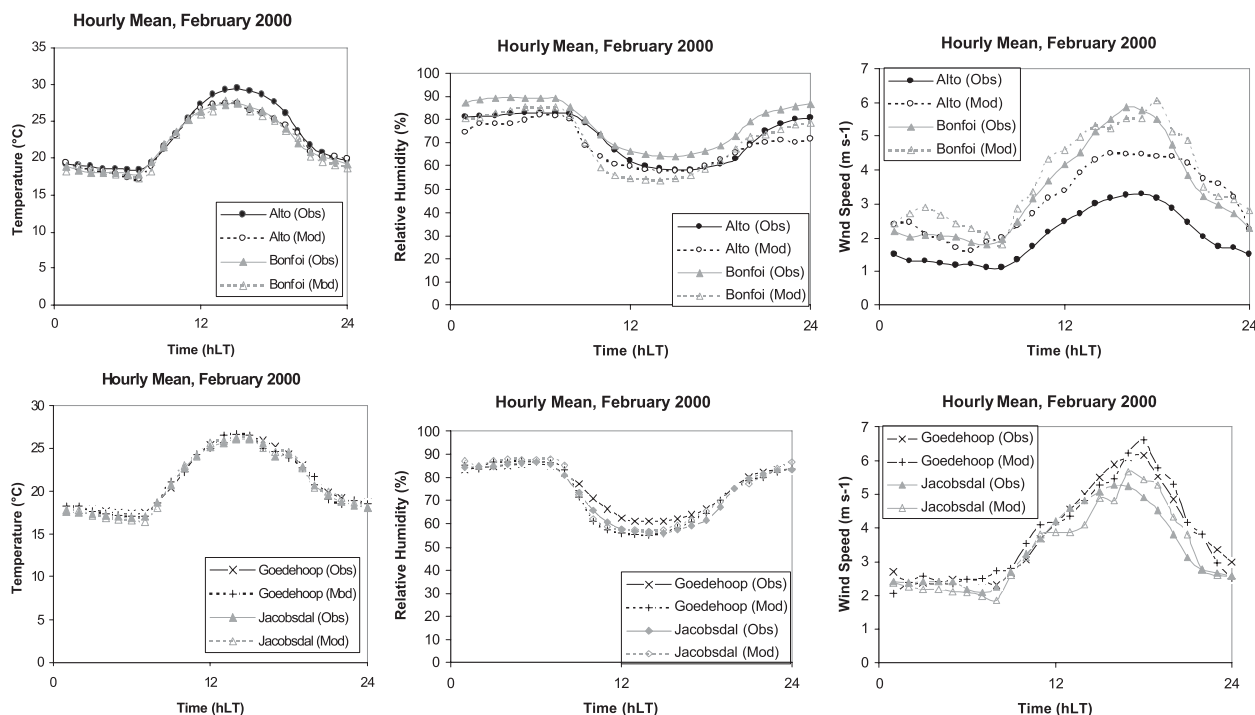 Hourly Mean, February 2000
Temperature (°C)
35
30
25
20
15
10
5
0
0
12
24
Time (hLT)
Alto (Obs)
Alto (Mod)
Bonfoi (Obs)
Bonfoi (Mod)
Hourly Mean, February 2000
Relative Humidity (%)
100
90
80
70
60
50
40
30
20
10
0
0
12
24
Time (hLT)
Alto (Obs)
Alto (Mod)
Bonfoi (Obs)
Bonfoi (Mod)
Hourly Mean, February 2000
Wnd Speed (m s-1)
7
6
5
4
3
2
1
0
0
12
24
Time (hLT)
Alto (Obs)
Alto (Mod)
Bonfoi (Obs)
Bonfoi (Mod)
Hourly Mean, February 2000
Temperature (°C)
30
25
20
15
10
5
0
0
12
24
Time (hLT)
Goedehoop (Obs)
Goedehoop (Mod)
Jacobsdal (Obs)
Jacobsdal (Mod)
Hourly Mean, February 2000
Relative Humidity (%)
100
90
80
70
60
50
40
30
20
10
0
0
12
24
Time (hLT)
Goedehoop (Obs)
Goedehoop (Mod)
Jacobsdal (Obs)
Jacobsdal (Mod)
Hourly Mean, February 2000
Wind Speed (m s-1)
7
6
5
4
3
2
1
0
0
12
24
Time (hLT)
Goedehoop (Obs)
Goedehoop (Mod)
Jacobsdal (Obs)
Jacobsdal (Mod)